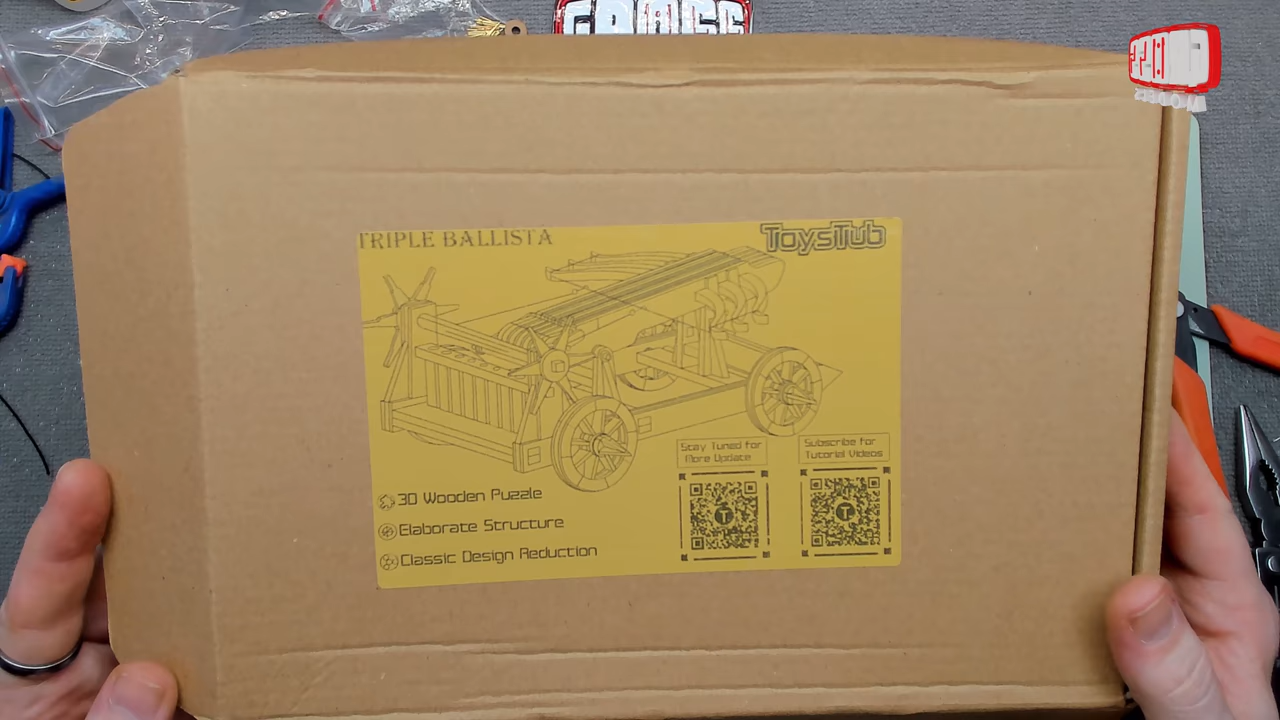 TRIPLE BALLISTA
ToysTub
Stay Tuned for
More Update
Subscribe for
Tutorial Videos
T
T
3D Wooden Puzzle
Elaborate Structure
Classic Design Reduction